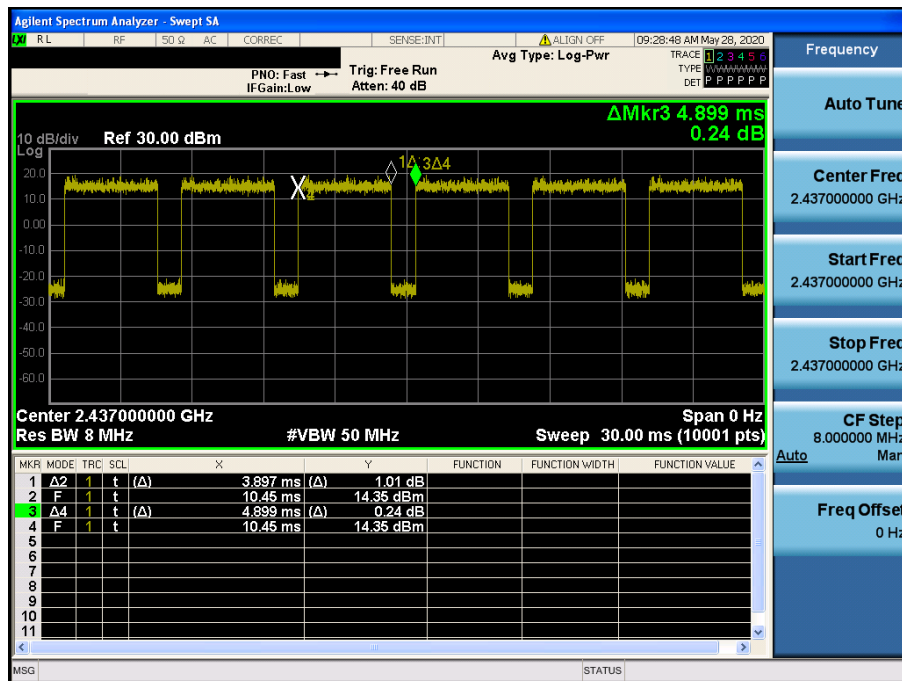 Agilent Spectrum Analyzer - Swept SA
LXI RL RF 50 Ω AC CORREC SENSE:INT ALIGN OFF 09:28:48 AM May 28, 2020
Frequency
Avg Type: Log-Pwr
TRACE 1 2 3 4 5 6
PNO: Fast Trig: Free Run
TYPE WWWWWW
IFGain:Low Atten: 40 dB
DET P P P P P P
Auto Tune
ΔMkr3 4.899 ms
0.24 dB
10 dB/div Ref 30.00 dBm
Log
20.0
10.0
0.00
-10.0
-20.0
-30.0
-40.0
-50.0
-60.0
1Δ 3Δ4
X
Center Freq
2.437000000 GHz
Start Freq
2.437000000 GHz
Stop Freq
2.437000000 GHz
Center 2.437000000 GHz Span 0 Hz
Res BW 8 MHz #VBW 50 MHz Sweep 30.00 ms (10001 pts)
CF Step
8.000000 MHz
Auto Man
Freq Offset
0 Hz
MKR MODE TRC SCL X Y FUNCTION FUNCTION WIDTH FUNCTION VALUE
1 Δ2 1 t (Δ) 3.897 ms (Δ) 1.01 dB
2 F 1 t 10.45 ms 14.35 dBm
3 Δ4 1 t (Δ) 4.899 ms (Δ) 0.24 dB
4 F 1 t 10.45 ms 14.35 dBm
5
6
7
8
9
10
11
MSG STATUS